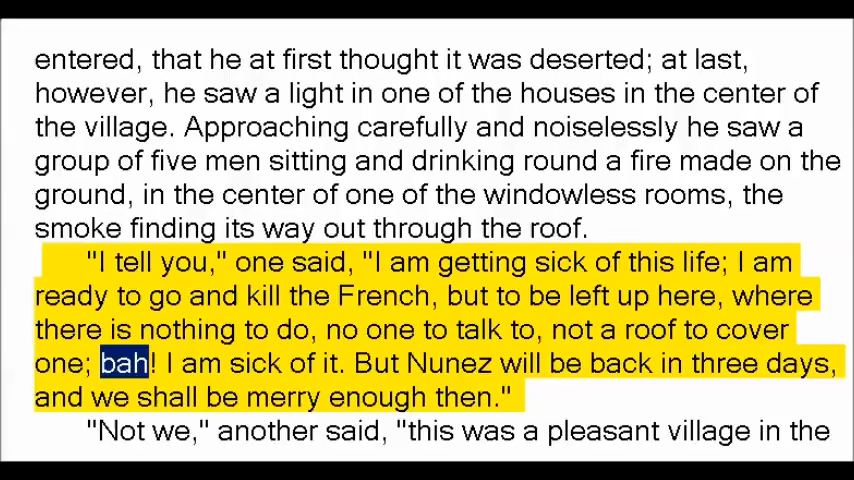 entered, that he at first thought it was deserted; at last,
however, he saw a light in one of the houses in the center of
the village. Approaching carefully and noiselessly he saw a
group of five men sitting and drinking round a fire made on the
ground, in the center of one of the windowless rooms, the
smoke finding its way out through the roof.
"I tell you," one said, "I am getting sick of this life; I am
ready to go and kill the French, but to be left up here, where
there is nothing to do, no one to talk to, not a roof to cover
one; bah! I am sick of it. But Nunez will be back in three days,
and we shall be merry enough then."
"Not we," another said, "this was a pleasant village in the